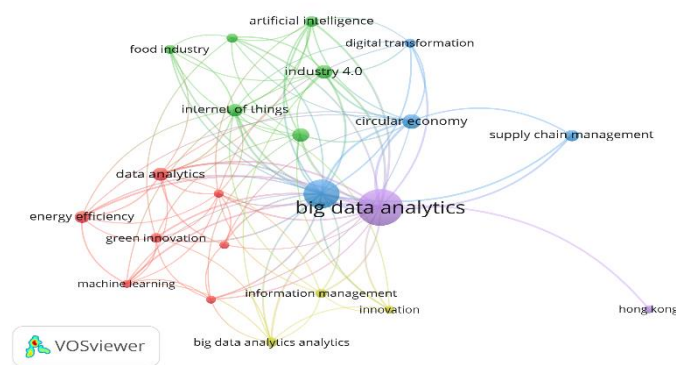 artificial intelligence
digital transformation
food industry
industry 4.0
internet of things
circular economy
supply chain management
data analytics
big data analytics
energy efficiency
green innovation
machine learning
information management
innovation
hong kong
big data analytics analytics
VOSviewer